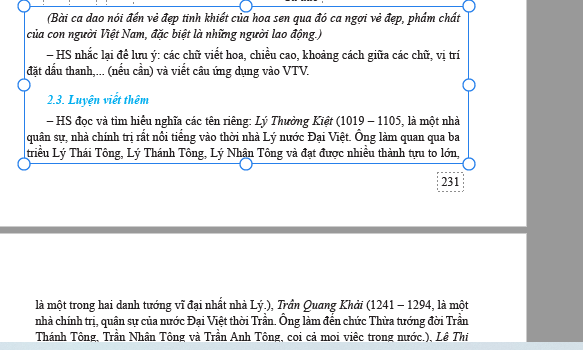 (Bài ca dao nói đến vẻ đẹp tinh khiết của hoa sen qua đó ca ngợi vẻ đẹp, phẩm chất
của con người Việt Nam, đặc biệt là những người lao động.)
– HS nhắc lại để lưu ý: các chữ viết hoa, chiều cao, khoảng cách giữa các chữ, vị trí
đặt dấu thanh,... (nếu cần) và viết câu ứng dụng vào VTV.
2.3. Luyện viết thêm
– HS đọc và tìm hiểu nghĩa các tên riêng: Lý Thường Kiệt (1019 – 1105, là một nhà
quân sự, nhà chính trị rất nổi tiếng vào thời nhà Lý nước Đại Việt. Ông làm quan qua ba
triều Lý Thái Tông, Lý Thánh Tông, Lý Nhân Tông và đạt được nhiều thành tựu to lớn,
231
là một trong hai danh tướng vĩ đại nhất nhà Lý.), Trần Quang Khải (1241 – 1294, là một
nhà chính trị, quân sự của nước Đại Việt thời Trần. Ông làm đến chức Thừa tướng đời Trần
Thánh Tông, Trần Nhân Tông và Trần Anh Tông, coi cả mọi việc trong nước.), Lê Thị